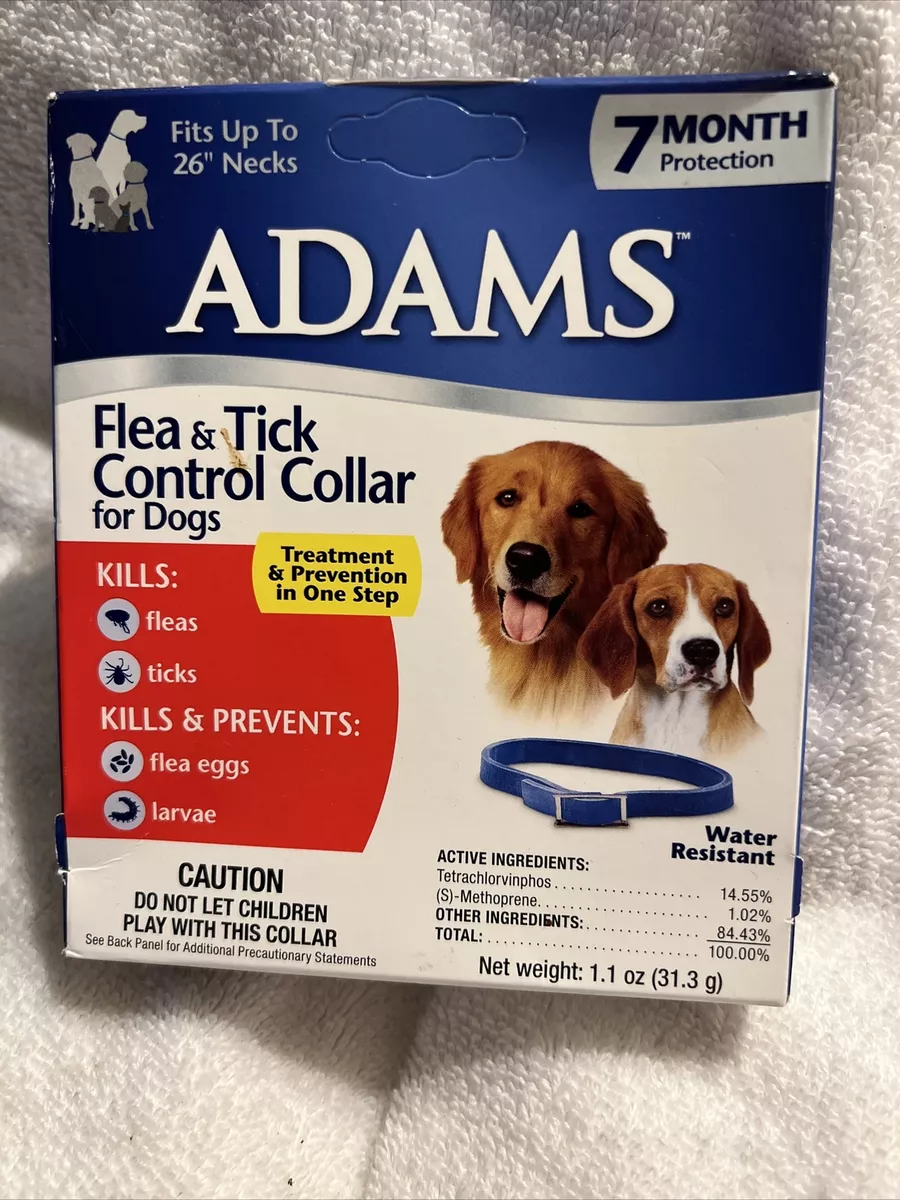 Fits Up To
26" Necks
7 MONTH
Protection
ADAMS™
Flea & Tick
Control Collar
for Dogs
Treatment
& Prevention
in One Step
KILLS:
fleas
ticks
KILLS & PREVENTS:
flea eggs
larvae
Water
Resistant
CAUTION
DO NOT LET CHILDREN
PLAY WITH THIS COLLAR
See Back Panel for Additional Precautionary Statements
ACTIVE INGREDIENTS:
Tetrachlorvinphos 14.55%
(S)-Methoprene 1.02%
OTHER INGREDIENTS: 84.43%
TOTAL: 100.00%
Net weight: 1.1 oz (31.3 g)